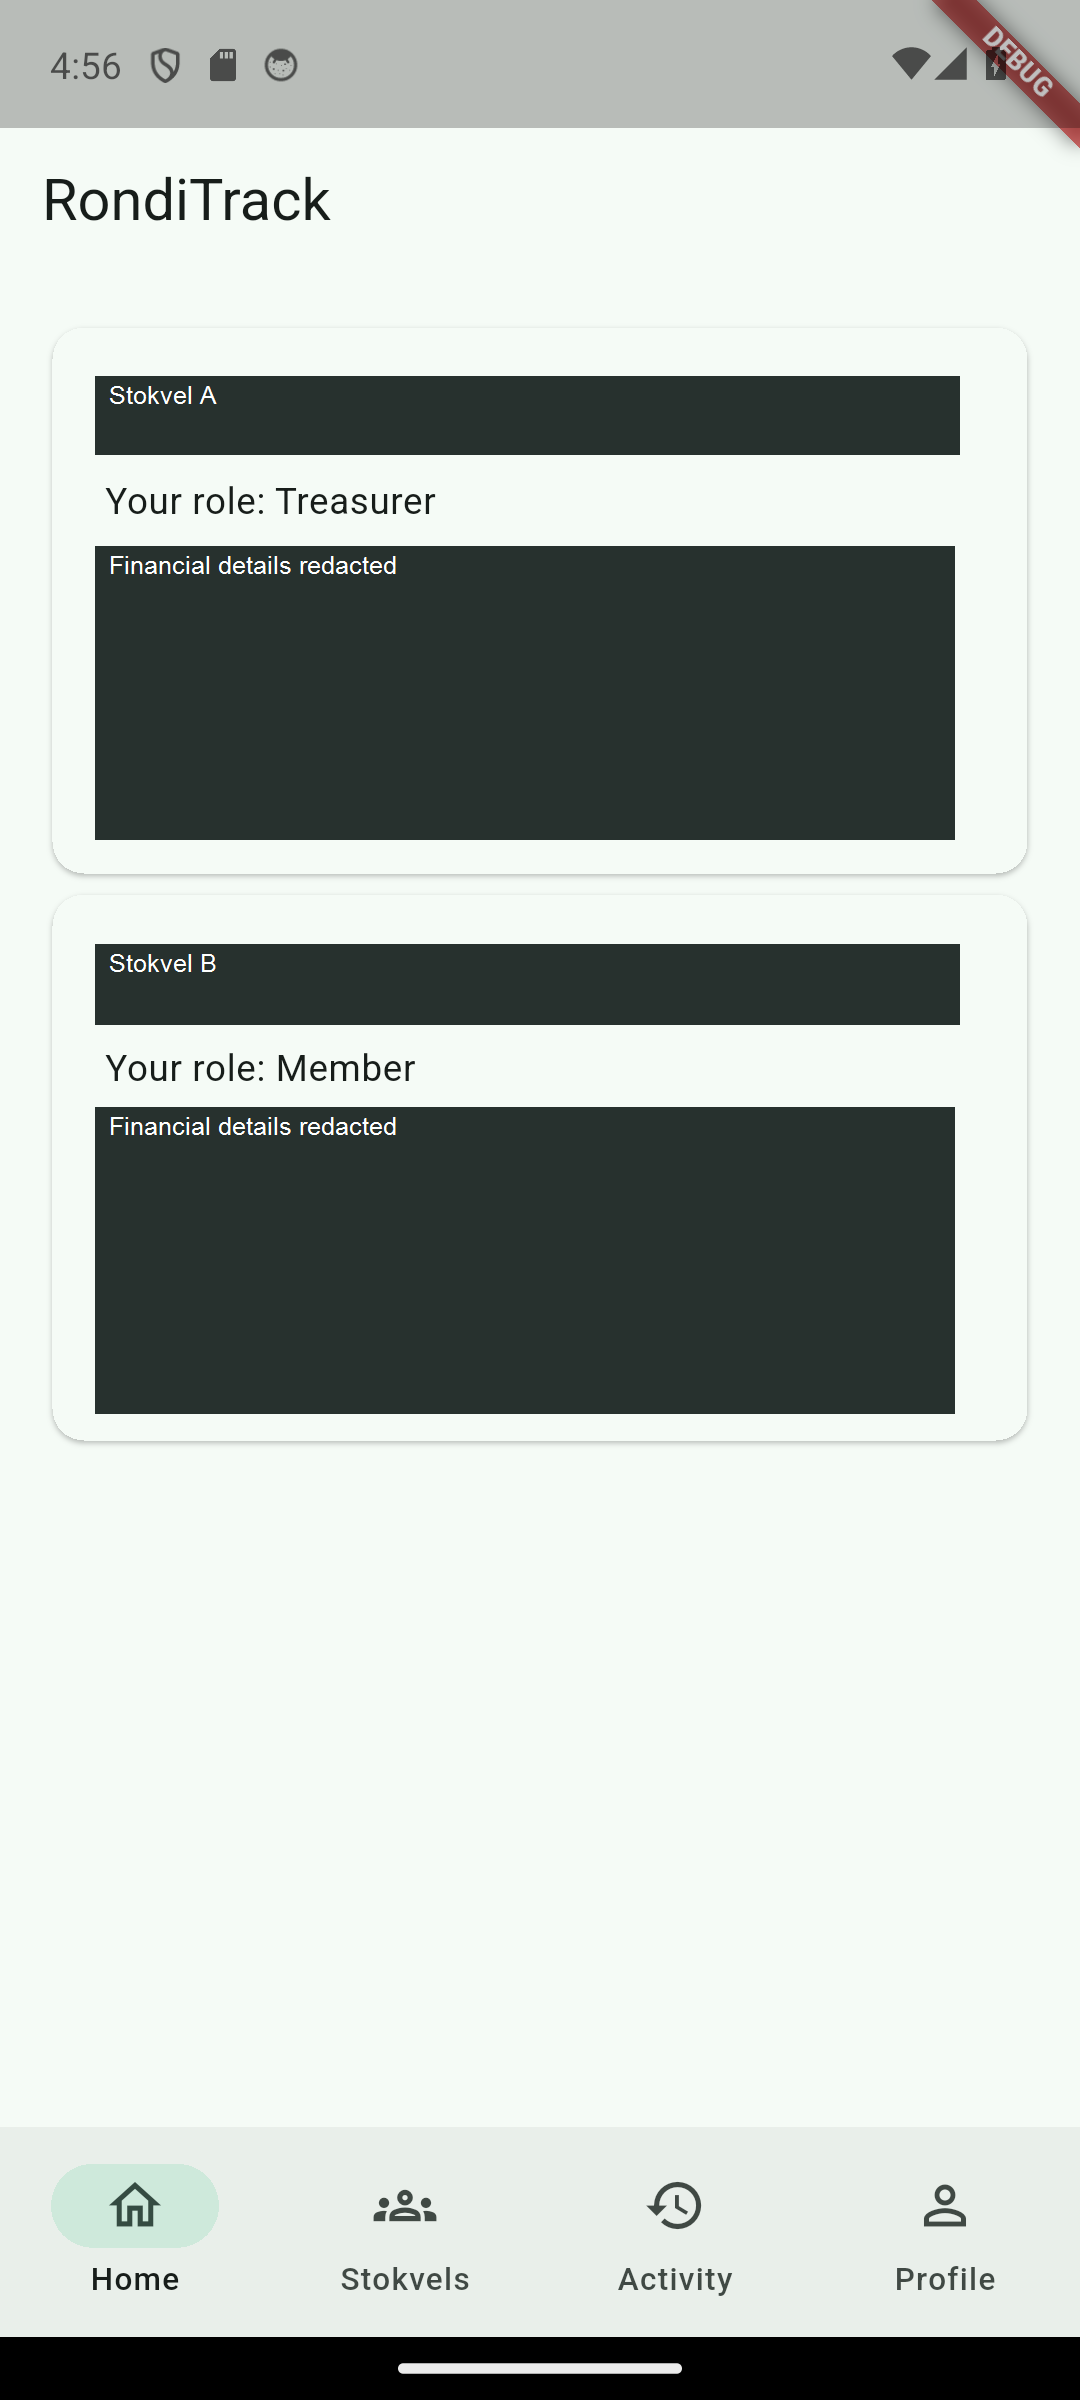 4:56
DEBUG
RondiTrack
Stokvel A
Your role: Treasurer
Financial details redacted
Stokvel B
Your role: Member
Financial details redacted
Home
Stokvels
Activity
Profile